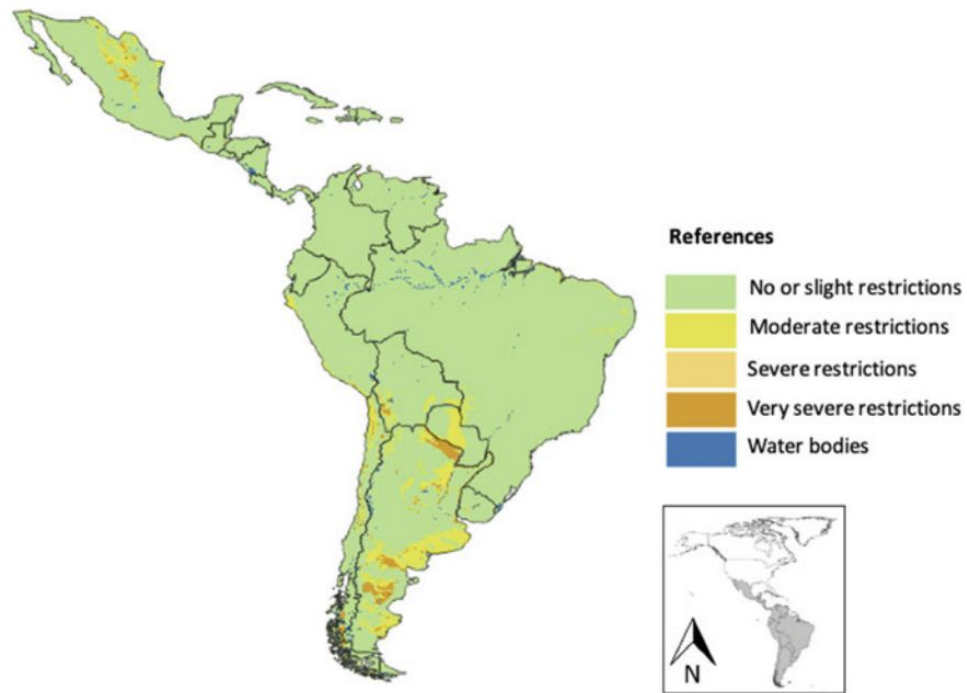 References
No or slight restrictions
Moderate restrictions
Severe restrictions
Very severe restrictions
Water bodies
N